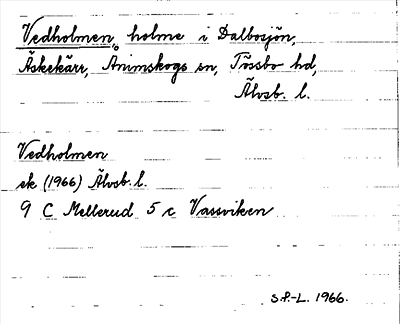 Vedholmen, holme i Dalbosjön,
Åskekärr, Ånimskogs sn, Tössbo hd,
Älvsb. l.
Vedholmen
ek (1966) Älvsb. l.
9 C Mellerud 5 c Vassviken
S.P.-L. 1966.